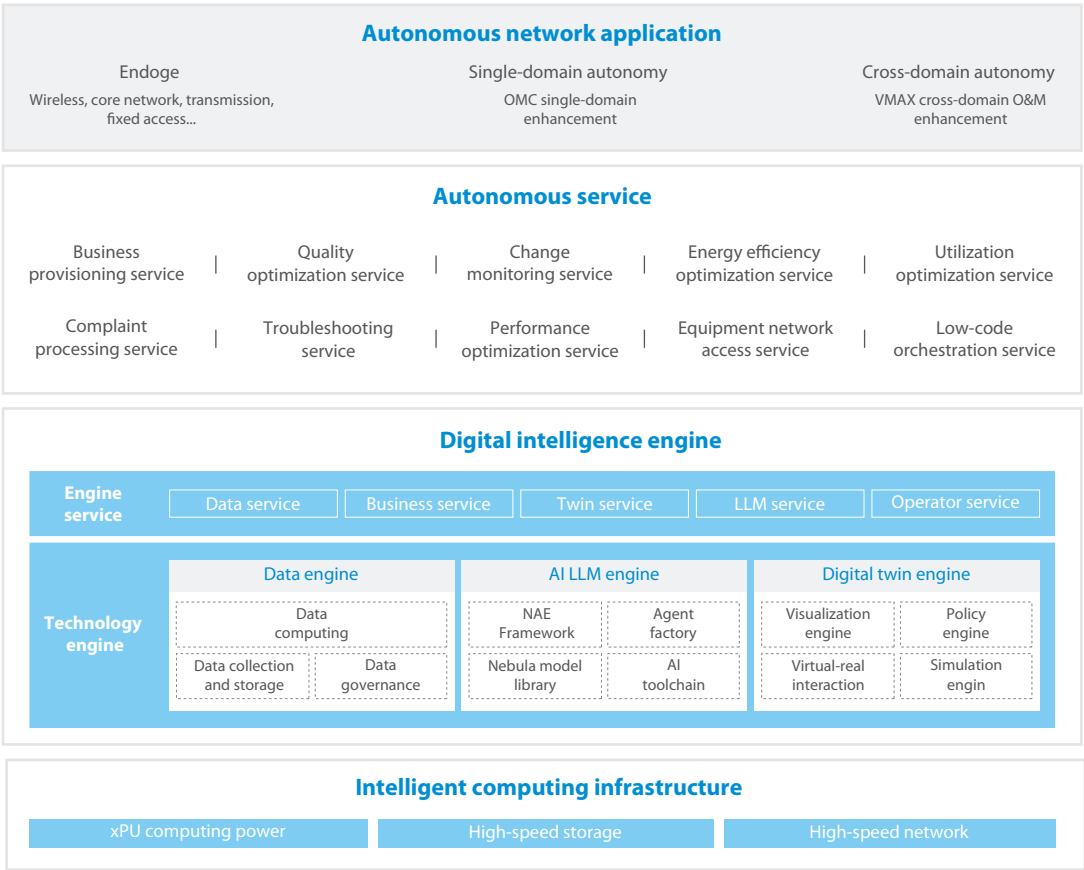 Autonomous network application
Endoge
Wireless, core network, transmission,
fixed access...
Single-domain autonomy
OMC single-domain
enhancement
Cross-domain autonomy
VMAX cross-domain O&M
enhancement
Autonomous service
Business
provisioning service
Quality
optimization service
Change
monitoring service
Energy efficiency
optimization service
Utilization
optimization service
Complaint
processing service
Troubleshooting
service
Performance
optimization service
Equipment network
access service
Low-code
orchestration service
Digital intelligence engine
Engine
service
Data service
Business service
Twin service
LLM service
Operator service
Technology
engine
Data engine
Data
computing
Data collection
and storage
Data
governance
AI LLM engine
NAE
Framework
Agent
factory
Nebula model
library
AI
toolchain
Digital twin engine
Visualization
engine
Policy
engine
Virtual-real
interaction
Simulation
engin
Intelligent computing infrastructure
xPU computing power
High-speed storage
High-speed network